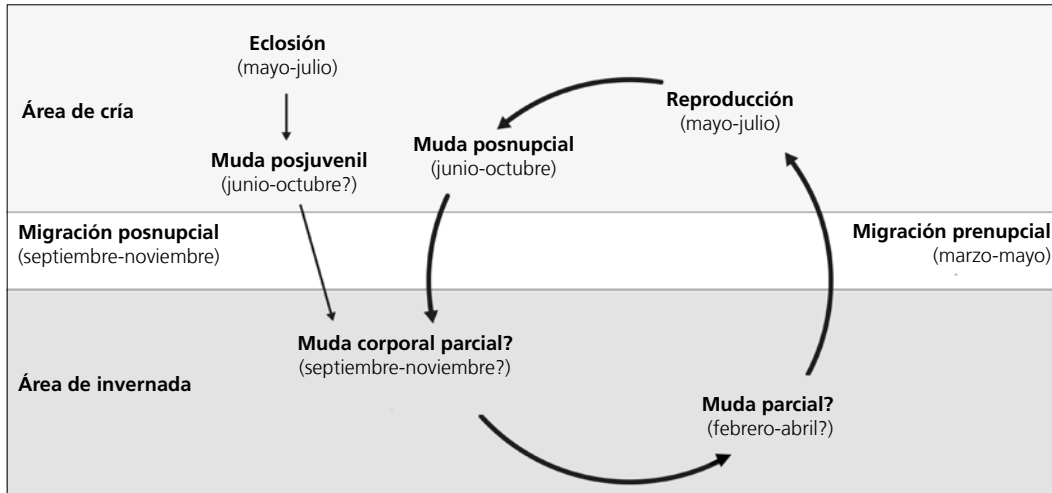 Eclosión
(mayo-julio)
Área de cría
Reproducción
(mayo-julio)
Muda posnupcial
(junio-octubre)
Muda posjuvenil
(junio-octubre?)
Migración posnupcial
(septiembre-noviembre)
Migración prenupcial
(marzo-mayo)
Muda corporal parcial?
(septiembre-noviembre?)
Área de invernada
Muda parcial?
(febrero-abril?)